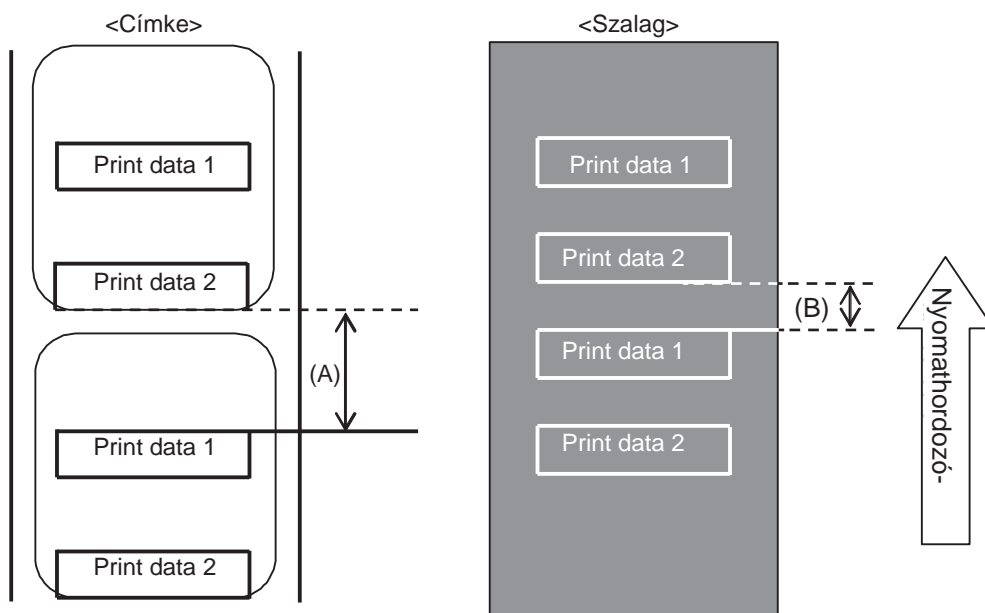 <Címke>
Print data 1
Print data 2
(A)
Print data 1
Print data 2
<Szalag>
Print data 1
Print data 2
(B)
Print data 1
Print data 2
Nyomathordozó-